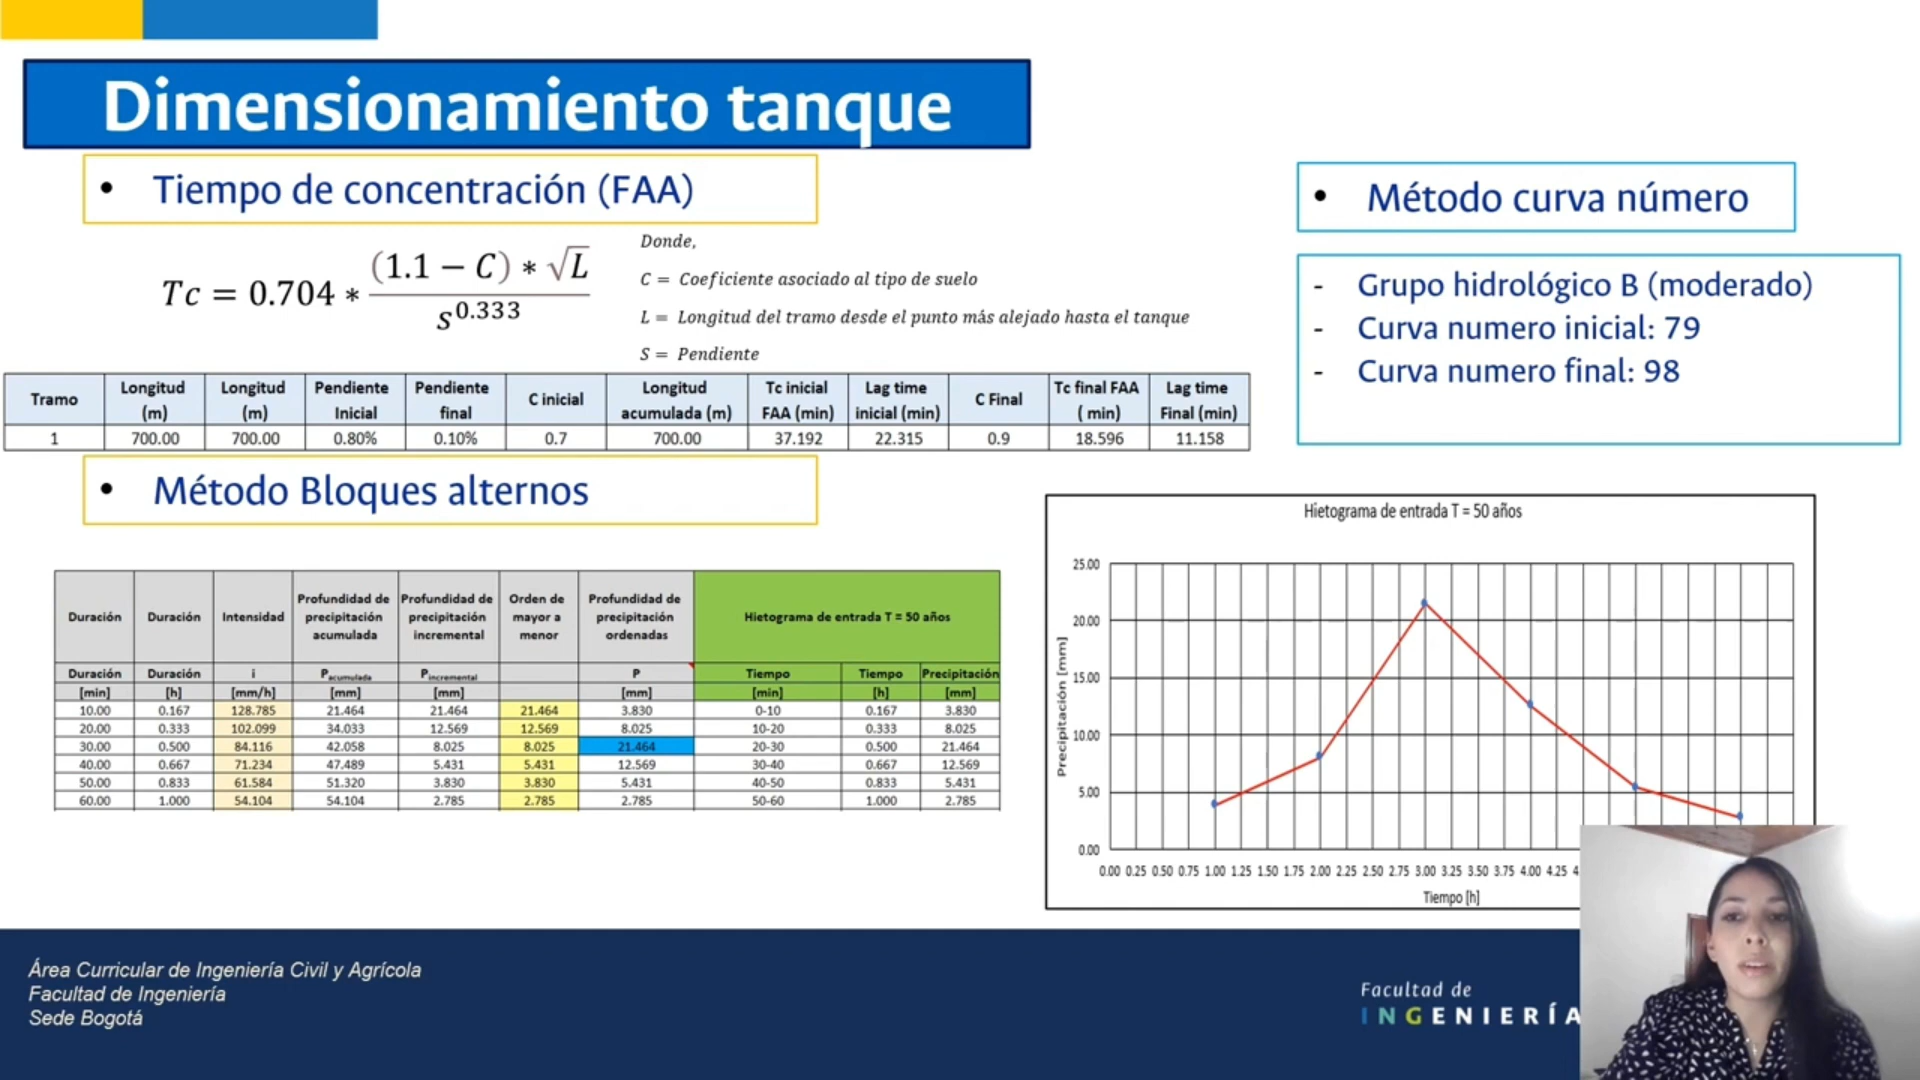 Dimensionamiento tanque
• Tiempo de concentración (FAA)
Tc = 0.704 * (1.1 − C) * √L / S^0.333
Donde,
C = Coeficiente asociado al tipo de suelo
L = Longitud del tramo desde el punto más alejado hasta el tanque
S = Pendiente
• Método curva número
- Grupo hidrológico B (moderado)
- Curva numero inicial: 79
- Curva numero final: 98
Tramo | Longitud (m) | Longitud (m) | Pendiente Inicial | Pendiente final | C inicial | Longitud acumulada (m) | Tc inicial FAA (min) | Lag time inicial (min) | C Final | Tc final FAA ( min) | Lag time Final (min)
1 | 700.00 | 700.00 | 0.80% | 0.10% | 0.7 | 700.00 | 37.192 | 22.315 | 0.9 | 18.596 | 11.158
• Método Bloques alternos
Duración | Duración | Intensidad | Profundidad de precipitación acumulada | Profundidad de precipitación incremental | Orden de mayor a menor | Profundidad de precipitación ordenadas | Hietograma de entrada T = 50 años
Duración | Duración | i | Pacumulada | Pincremental | P | Tiempo | Tiempo | Precipitación
[min] | [h] | [mm/h] | [mm] | [mm] | [mm] | [min] | [h] | [mm]
10.00 | 0.167 | 128.785 | 21.464 | 21.464 | 21.464 | 3.830 | 0-10 | 0.167 | 3.830
20.00 | 0.333 | 102.099 | 34.033 | 12.569 | 12.569 | 8.025 | 10-20 | 0.333 | 8.025
30.00 | 0.500 | 84.116 | 42.058 | 8.025 | 8.025 | 21.464 | 20-30 | 0.500 | 21.464
40.00 | 0.667 | 71.234 | 47.489 | 5.431 | 5.431 | 12.569 | 30-40 | 0.667 | 12.569
50.00 | 0.833 | 61.584 | 51.320 | 3.830 | 3.830 | 5.431 | 40-50 | 0.833 | 5.431
60.00 | 1.000 | 54.104 | 54.104 | 2.785 | 2.785 | 2.785 | 50-60 | 1.000 | 2.785
Hietograma de entrada T = 50 años
Precipitación [mm]
25.00
20.00
15.00
10.00
5.00
0.00
0.00 0.25 0.50 0.75 1.00 1.25 1.50 1.75 2.00 2.25 2.50 2.75 3.00 3.25 3.50 3.75 4.00 4.25 4
Tiempo [h]
Área Curricular de Ingeniería Civil y Agrícola
Facultad de Ingeniería
Sede Bogotá
Facultad de
INGENIERÍA